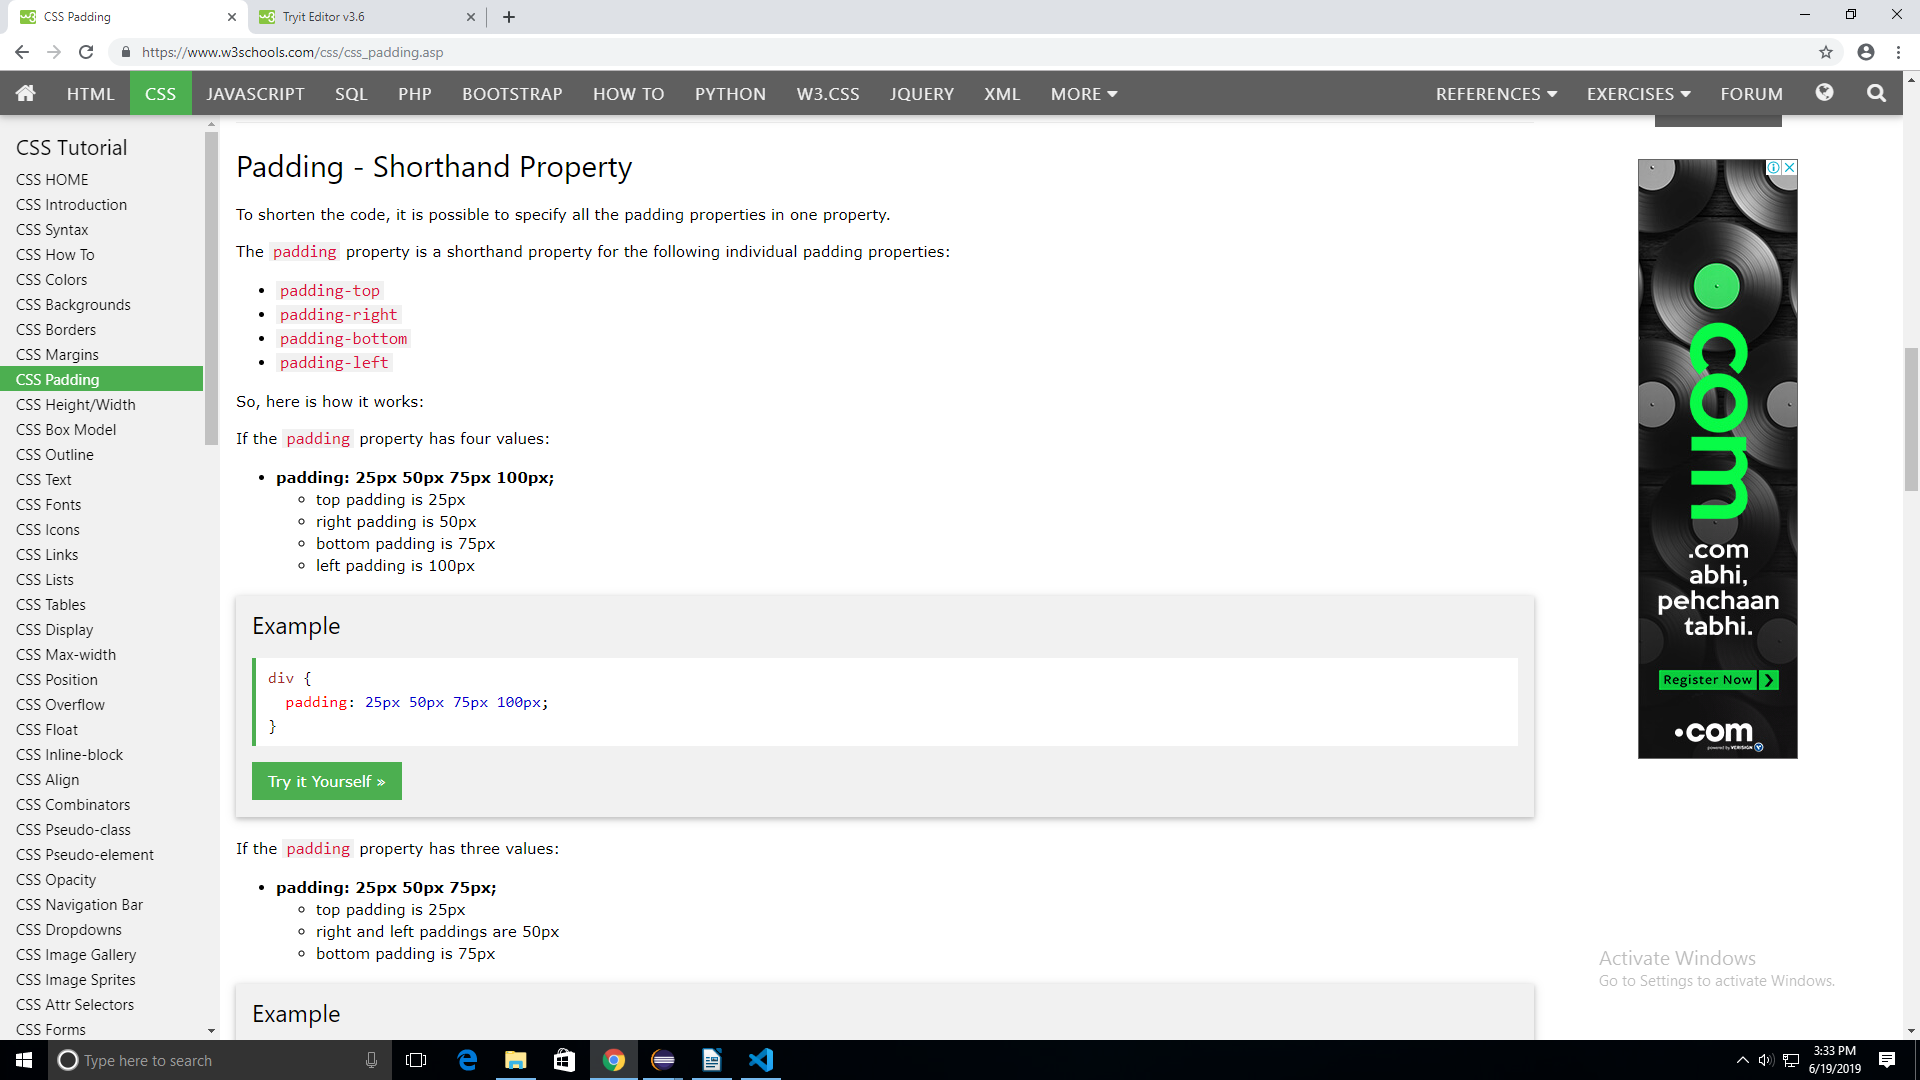 CSS Padding
Tryit Editor v3.6
https://www.w3schools.com/css/css_padding.asp
HTML CSS JAVASCRIPT SQL PHP BOOTSTRAP HOW TO PYTHON W3.CSS JQUERY XML MORE REFERENCES EXERCISES FORUM
CSS Tutorial
CSS HOME
CSS Introduction
CSS Syntax
CSS How To
CSS Colors
CSS Backgrounds
CSS Borders
CSS Margins
CSS Padding
CSS Height/Width
CSS Box Model
CSS Outline
CSS Text
CSS Fonts
CSS Icons
CSS Links
CSS Lists
CSS Tables
CSS Display
CSS Max-width
CSS Position
CSS Overflow
CSS Float
CSS Inline-block
CSS Align
CSS Combinators
CSS Pseudo-class
CSS Pseudo-element
CSS Opacity
CSS Navigation Bar
CSS Dropdowns
CSS Image Gallery
CSS Image Sprites
CSS Attr Selectors
CSS Forms
Padding - Shorthand Property
To shorten the code, it is possible to specify all the padding properties in one property.
The padding property is a shorthand property for the following individual padding properties:
• padding-top
• padding-right
• padding-bottom
• padding-left
So, here is how it works:
If the padding property has four values:
• padding: 25px 50px 75px 100px;
◦ top padding is 25px
◦ right padding is 50px
◦ bottom padding is 75px
◦ left padding is 100px
Example
div {
padding: 25px 50px 75px 100px;
}
Try it Yourself »
If the padding property has three values:
• padding: 25px 50px 75px;
◦ top padding is 25px
◦ right and left paddings are 50px
◦ bottom padding is 75px
Example
com
.com
abhi,
pehchaan
tabhi.
Register Now
•com
powered by VERISIGN
Activate Windows
Go to Settings to activate Windows.
Type here to search
3:33 PM
6/19/2019